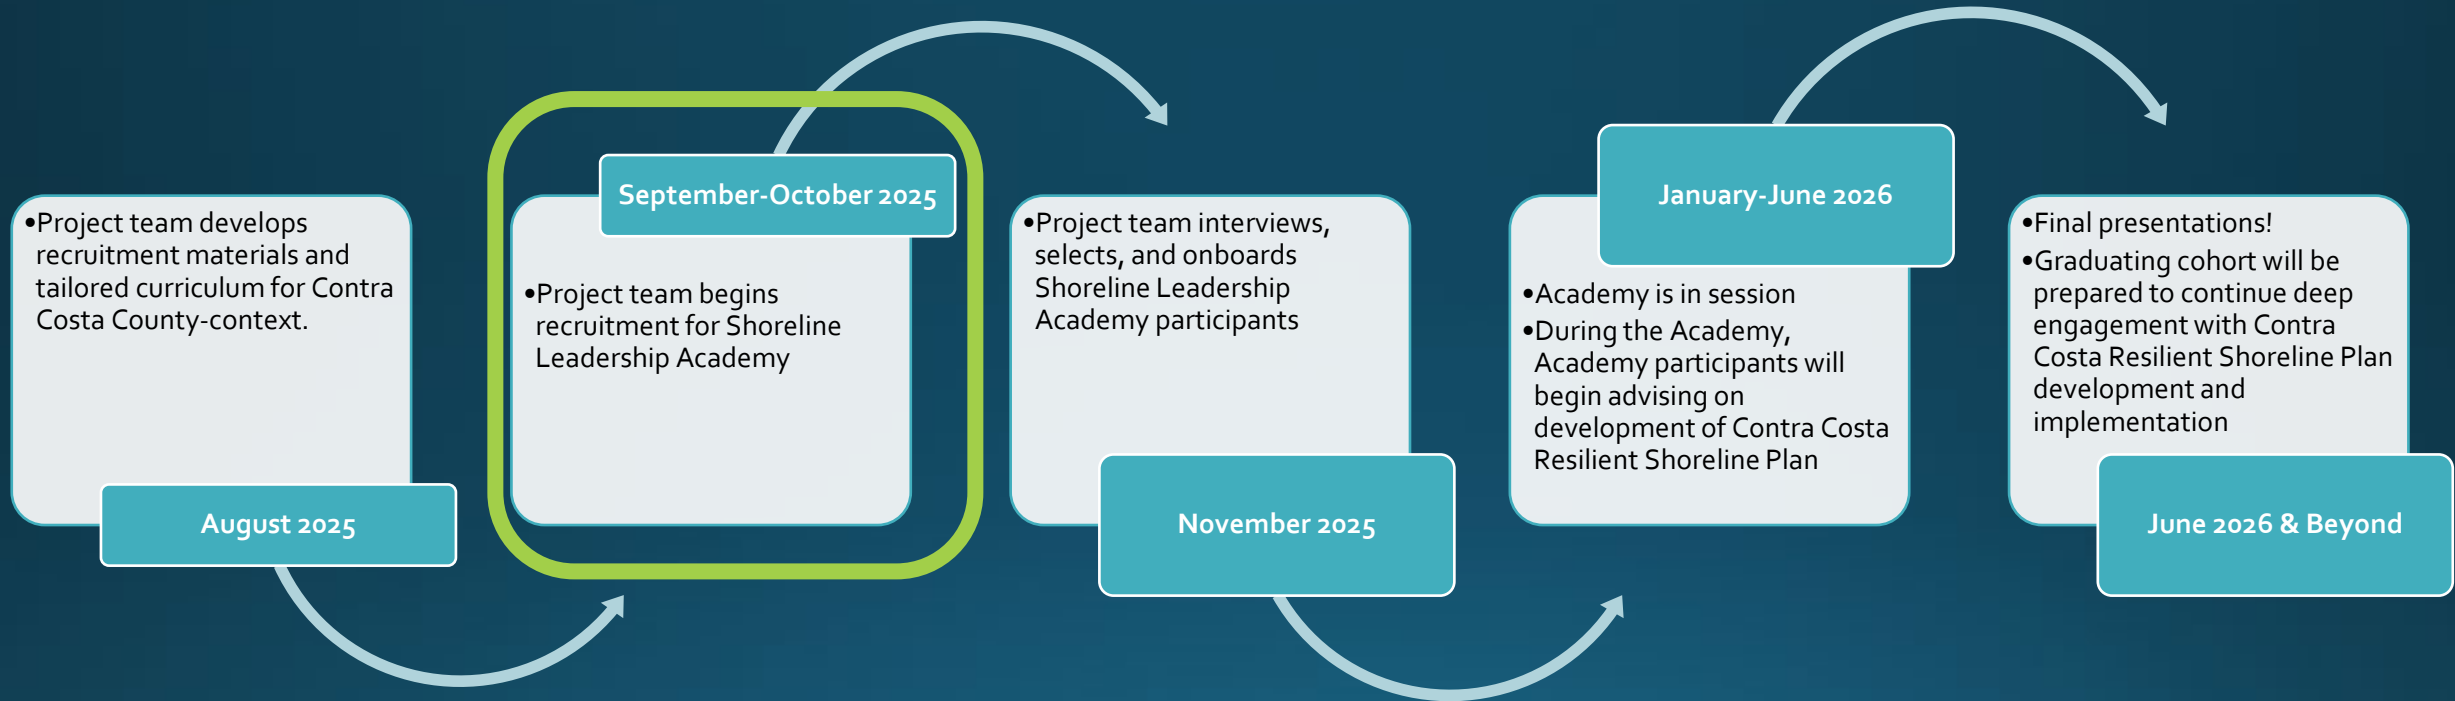 •Project team develops
recruitment materials and
tailored curriculum for Contra
Costa County-context.
August 2025
September-October 2025
•Project team begins
recruitment for Shoreline
Leadership Academy
•Project team interviews,
selects, and onboards
Shoreline Leadership
Academy participants
November 2025
January-June 2026
•Academy is in session
•During the Academy,
Academy participants will
begin advising on
development of Contra Costa
Resilient Shoreline Plan
•Final presentations!
•Graduating cohort will be
prepared to continue deep
engagement with Contra
Costa Resilient Shoreline Plan
development and
implementation
June 2026 & Beyond